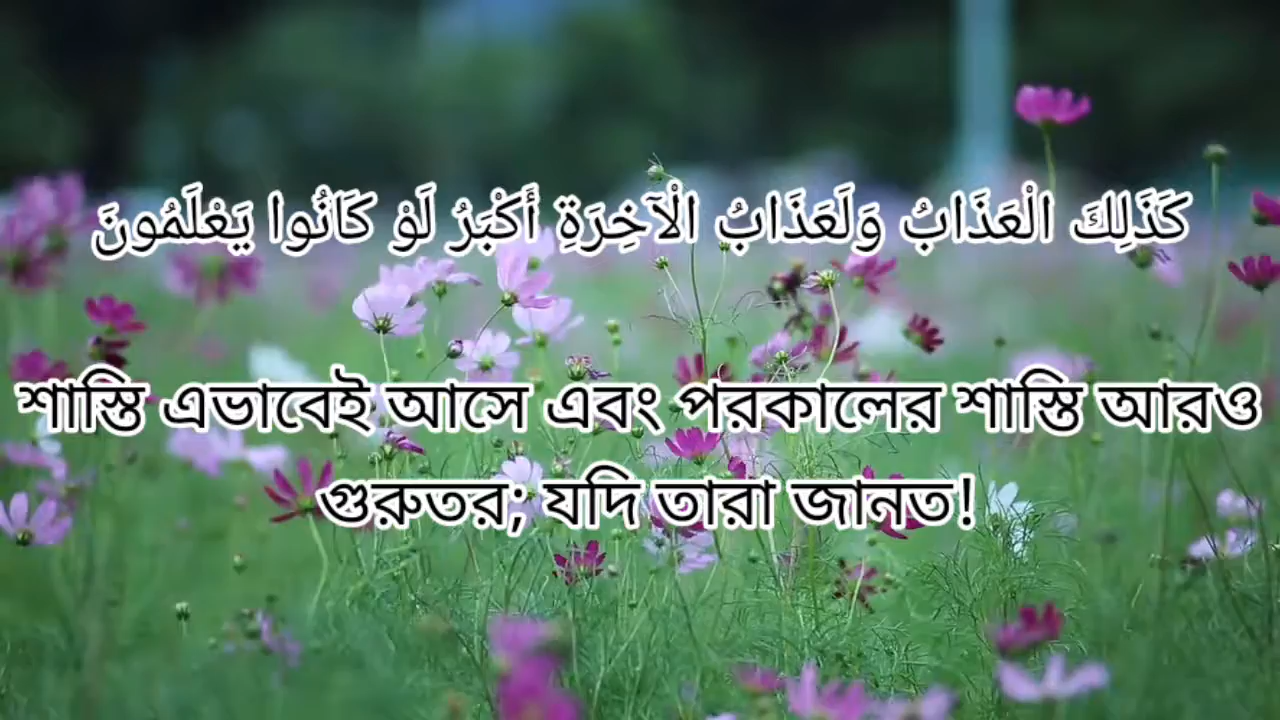 كَذَلِكَ الْعَذَابُ وَلَعَذَابُ الْآخِرَةِ أَكْبَرُ لَوْ كَانُوا يَعْلَمُونَ
শাস্তি এভাবেই আসে এবং পরকালের শাস্তি আরও
গুরুতর; যদি তারা জানত!